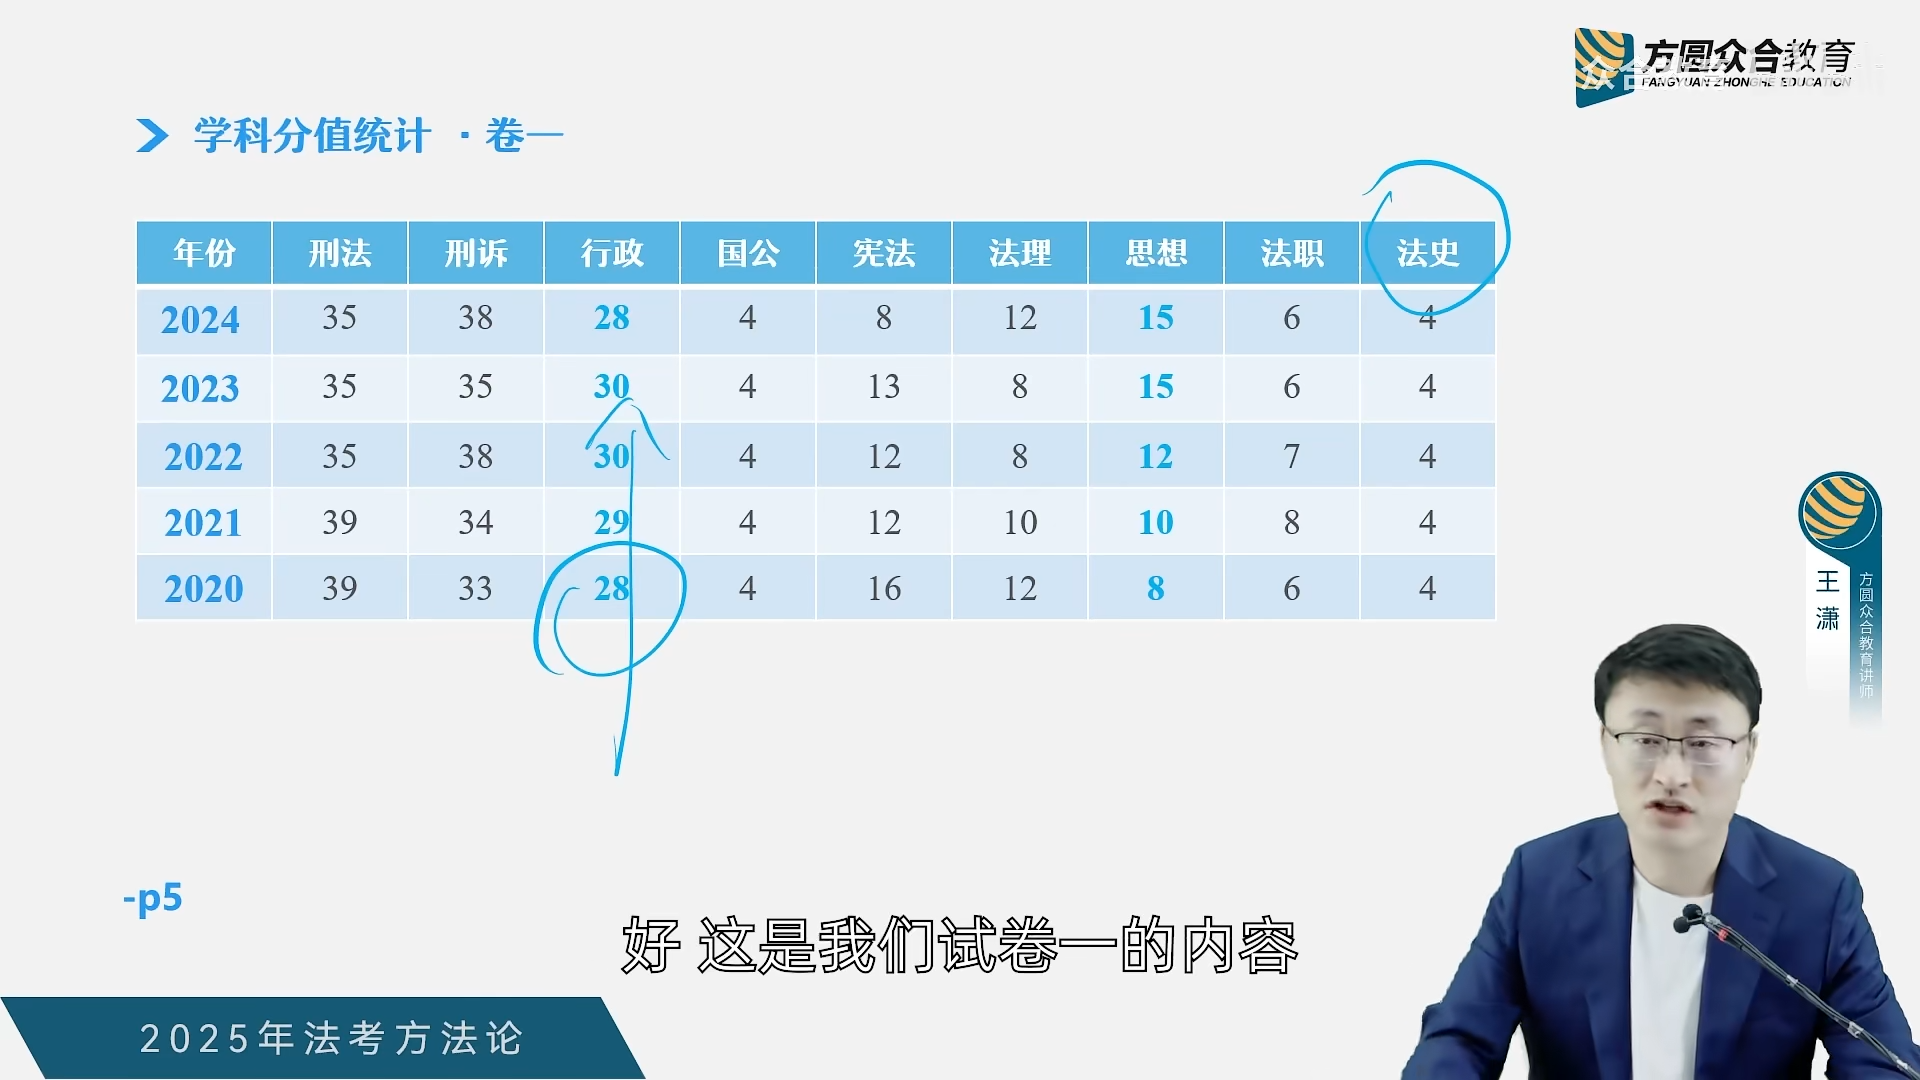 方圆众合教育
FANGYUAN ZHONGHE EDUCATION
学科分值统计 · 卷一
年份 刑法 刑诉 行政 国公 宪法 法理 思想 法职 法史
2024 35 38 28 4 8 12 15 6 4
2023 35 35 30 4 13 8 15 6 4
2022 35 38 30 4 12 8 12 7 4
2021 39 34 29 4 12 10 10 8 4
2020 39 33 28 4 16 12 8 6 4
王潇
方圆众合教育讲师
-p5
好 这是我们试卷一的内容
2025年法考方法论